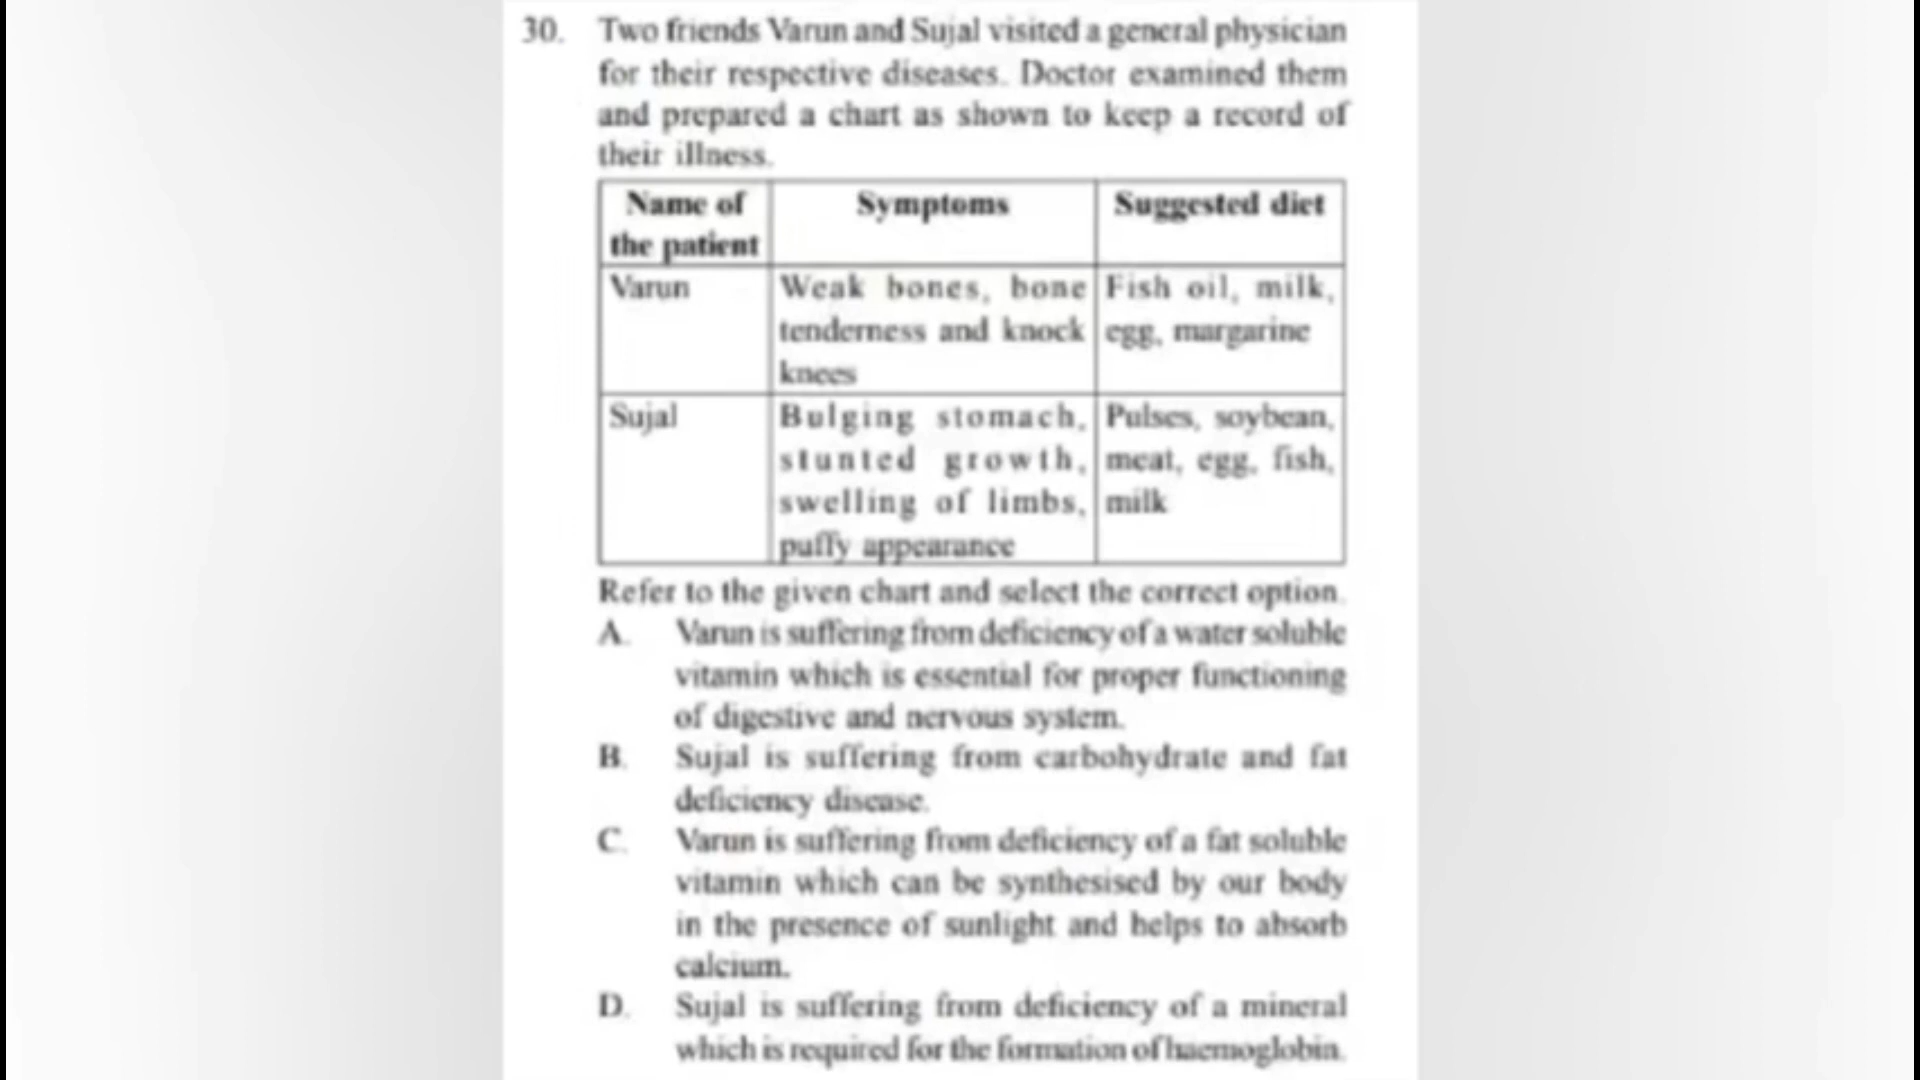 30. Two friends Varun and Sujal visited a general physician
for their respective diseases. Doctor examined them
and prepared a chart as shown to keep a record of
their illness.
Name of the patient | Symptoms | Suggested diet
Varun | Weak bones, bone tenderness and knock knees | Fish oil, milk, egg, margarine
Sujal | Bulging stomach, stunted growth, swelling of limbs, puffy appearance | Pulses, soybean, meat, egg, fish, milk
Refer to the given chart and select the correct option.
A. Varun is suffering from deficiency of a water soluble
vitamin which is essential for proper functioning
of digestive and nervous system.
B. Sujal is suffering from carbohydrate and fat
deficiency disease.
C. Varun is suffering from deficiency of a fat soluble
vitamin which can be synthesised by our body
in the presence of sunlight and helps to absorb
calcium.
D. Sujal is suffering from deficiency of a mineral
which is required for the formation of haemoglobin.